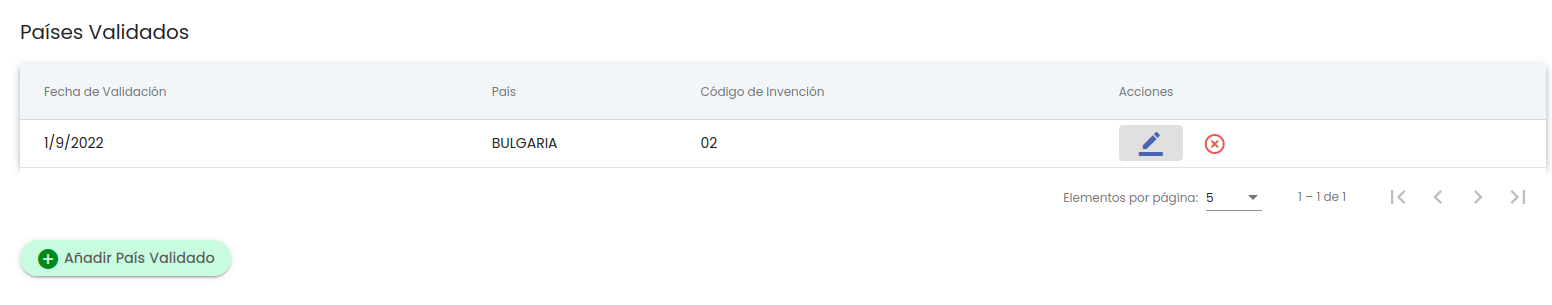 Países Validados
Fecha de Validación País Código de Invención Acciones
1/9/2022 BULGARIA 02
Elementos por página: 5 1 – 1 de 1
Añadir País Validado